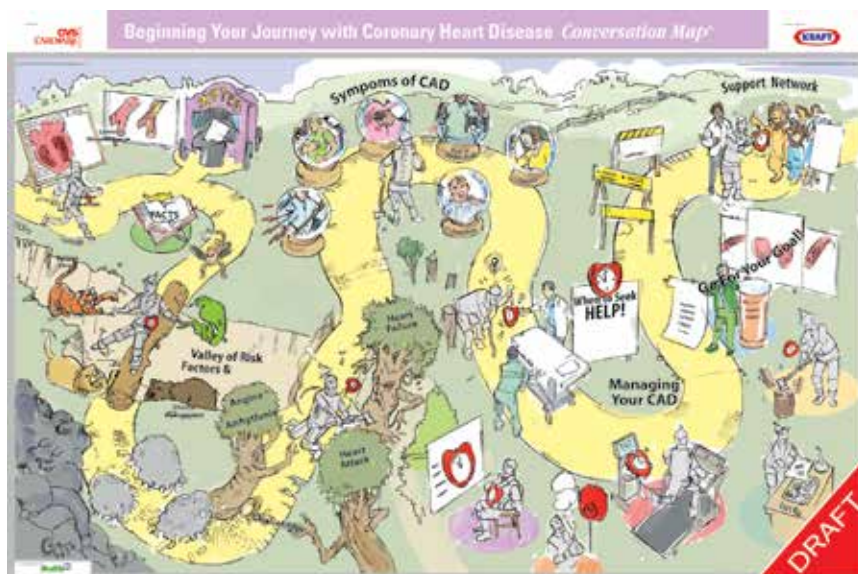 Beginning Your Journey with Coronary Heart Disease Conversation Map
KRAFT
Sympoms of CAD
Support Network
FACTS
Go For Your Goal!
When to Seek
HELP!
Heart
Failure
Valley of Risk
Factors &
Managing
Your CAD
Angina
Arrhythmia
Heart
Attack
DRAFT